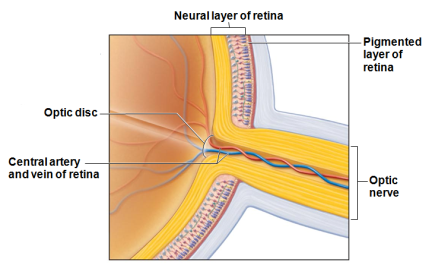 Neural layer of retina
Pigmented
layer of
retina
Optic disc
Central artery
and vein of retina
Optic
nerve